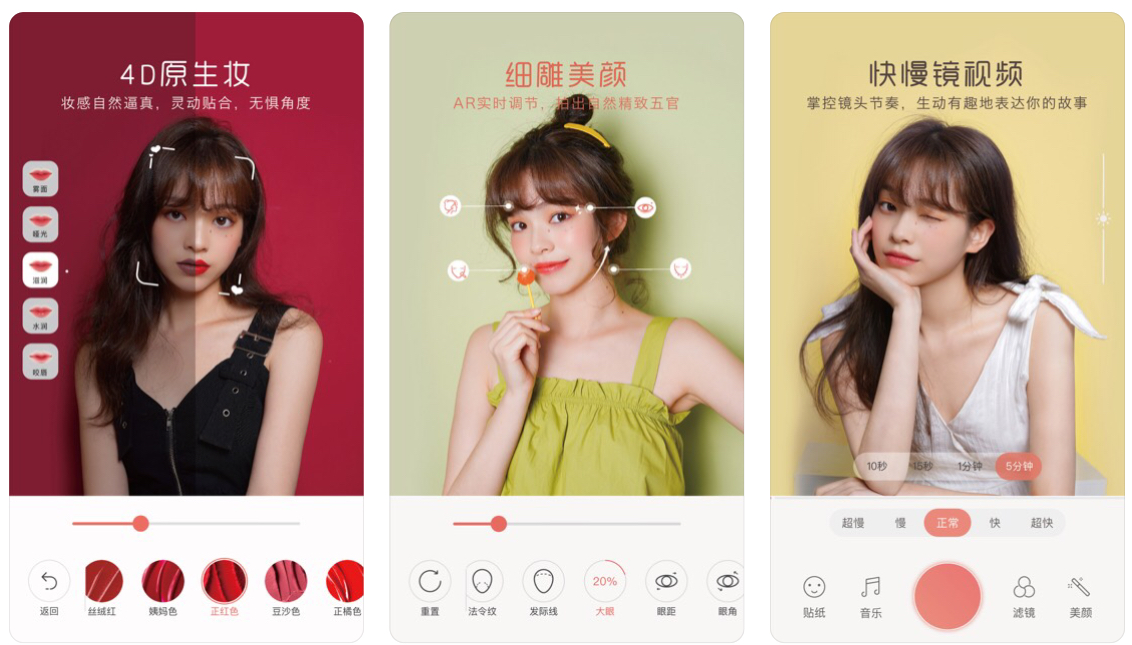 4D原生妆
妆感自然逼真，灵动贴合，无惧角度
雾面
暖光
滋润
水润
咬唇
返回
丝绒红
姨妈色
正红色
豆沙色
正橘色
细雕美颜
AR实时调节，拍出自然精致五官
20%
重置
法令纹
发际线
大眼
眼距
眼角
快慢镜视频
掌控镜头节奏，生动有趣地表达你的故事
10秒
15秒
1分钟
5分钟
超慢
慢
正常
快
超快
贴纸
音乐
滤镜
美颜